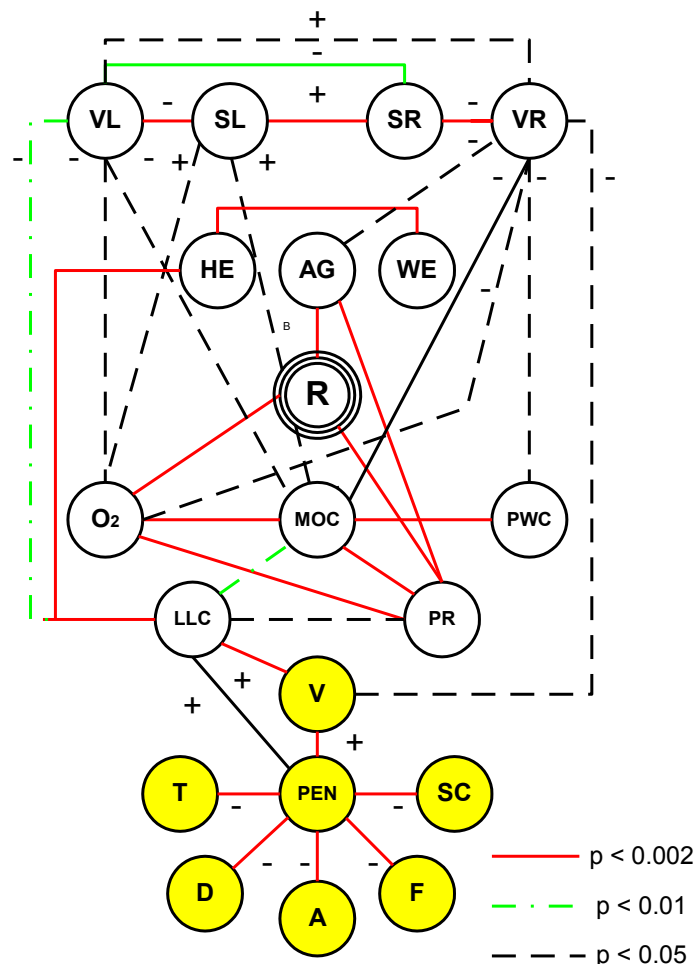 +
-
VL - SL + SR - VR
-
- - - + + - - -
HE AG WE
-
B
R
O2 MOC PWC
LLC PR
+ V
+
+
T PEN SC
- -
D - - - F
A
p < 0.002
p < 0.01
p < 0.05